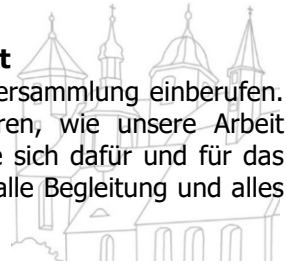 t
ersammlung einberufen.
ren, wie unsere Arbeit
e sich dafür und für das
alle Begleitung und alles